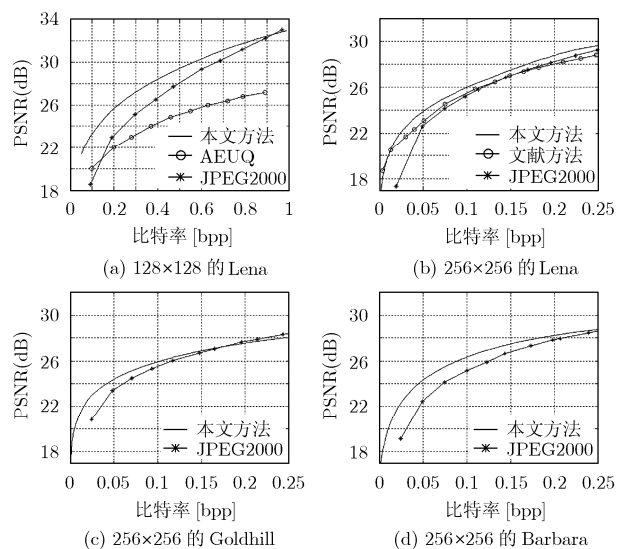 34
30
26
22
18
PSNR(dB)
本文方法
AEUQ
JPEG2000
0 0.2 0.4 0.6 0.8 1
比特率 [bpp]
(a) 128×128 的 Lena
30
26
22
18
PSNR(dB)
本文方法
文献方法
JPEG2000
0 0.05 0.1 0.15 0.20 0.25
比特率 [bpp]
(b) 256×256 的 Lena
30
26
22
18
PSNR(dB)
本文方法
JPEG2000
0 0.05 0.1 0.15 0.20 0.25
比特率 [bpp]
(c) 256×256 的 Goldhill
30
26
22
18
PSNR(dB)
本文方法
JPEG2000
0 0.05 0.1 0.15 0.20 0.25
比特率 [bpp]
(d) 256×256 的 Barbara